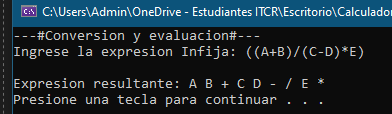 C:\Users\Admin\OneDrive - Estudiantes ITCR\Escritorio\Calculador
---#Conversion y evaluacion#---
Ingrese la expresion Infija: ((A+B)/(C-D)*E)
Expresion resultante: A B + C D - / E *
Presione una tecla para continuar . . .